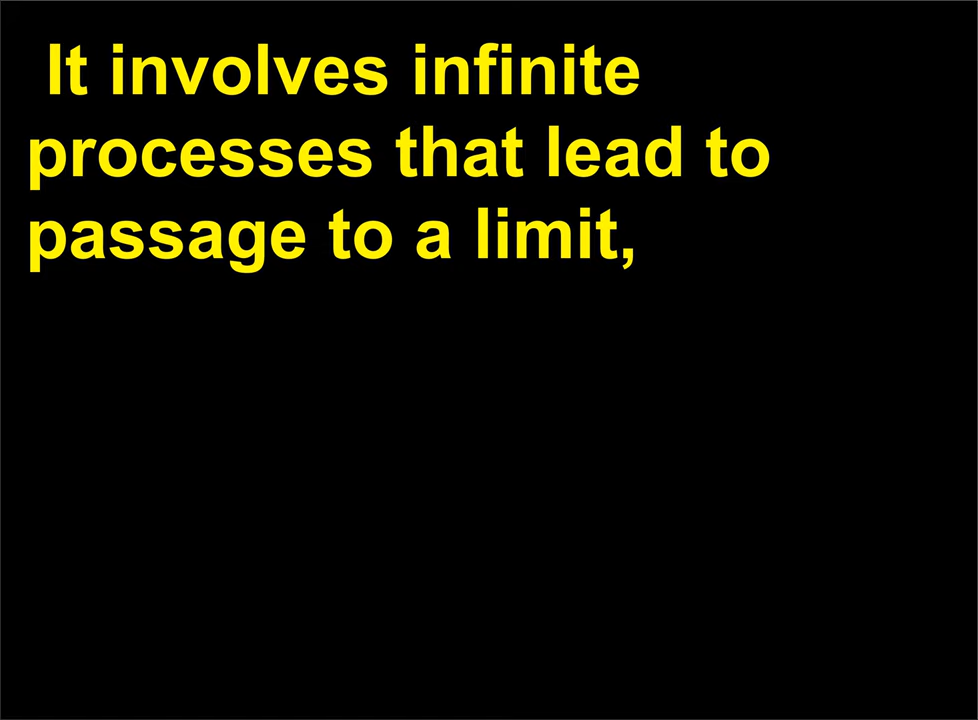 It involves infinite
processes that lead to
passage to a limit,